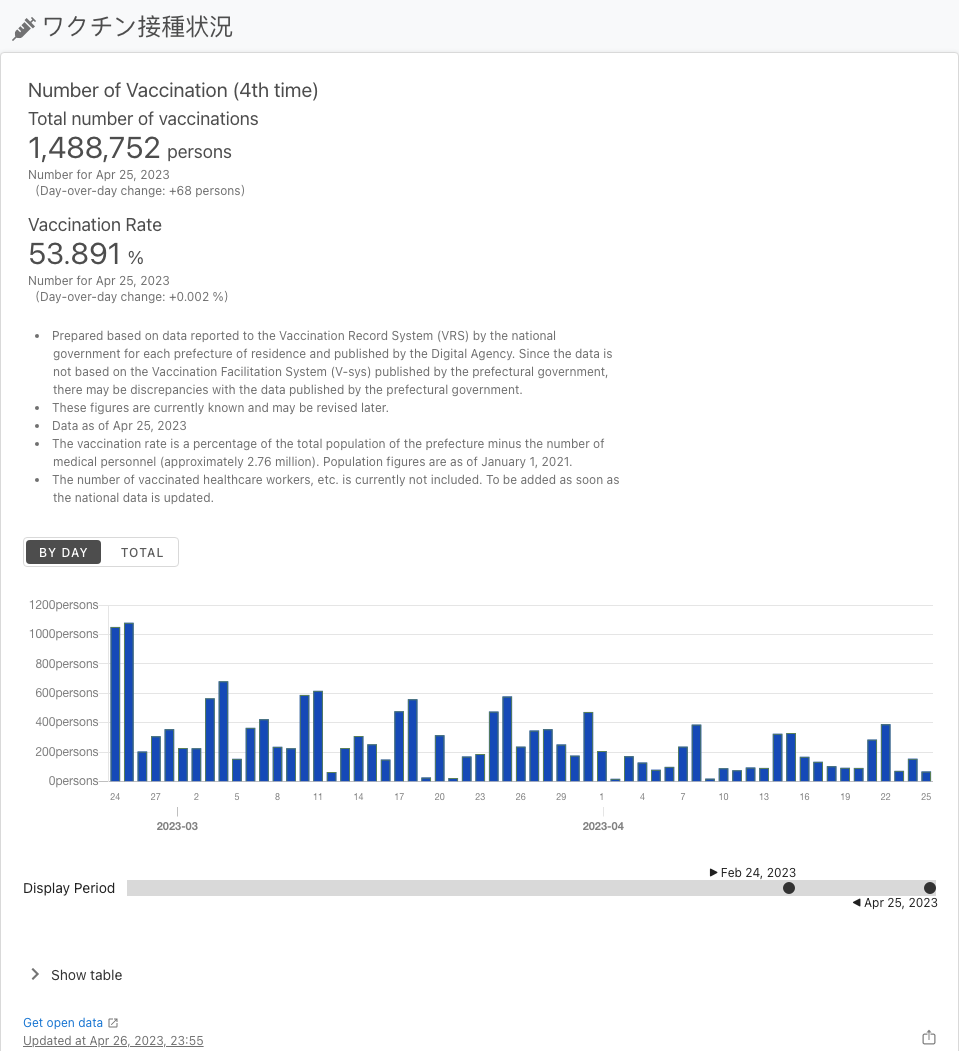 ワクチン接種状況
Number of Vaccination (4th time)
Total number of vaccinations
1,488,752 persons
Number for Apr 25, 2023
(Day-over-day change: +68 persons)
Vaccination Rate
53.891 %
Number for Apr 25, 2023
(Day-over-day change: +0.002 %)
• Prepared based on data reported to the Vaccination Record System (VRS) by the national
government for each prefecture of residence and published by the Digital Agency. Since the data is
not based on the Vaccination Facilitation System (V-sys) published by the prefectural government,
there may be discrepancies with the data published by the prefectural government.
• These figures are currently known and may be revised later.
• Data as of Apr 25, 2023
• The vaccination rate is a percentage of the total population of the prefecture minus the number of
medical personnel (approximately 2.76 million). Population figures are as of January 1, 2021.
• The number of vaccinated healthcare workers, etc. is currently not included. To be added as soon as
the national data is updated.
BY DAY TOTAL
1200persons
1000persons
800persons
600persons
400persons
200persons
0persons
24 27 2 5 8 11 14 17 20 23 26 29 1 4 7 10 13 16 19 22 25
2023-03 2023-04
Feb 24, 2023
Display Period
Apr 25, 2023
Show table
Get open data
Updated at Apr 26, 2023, 23:55